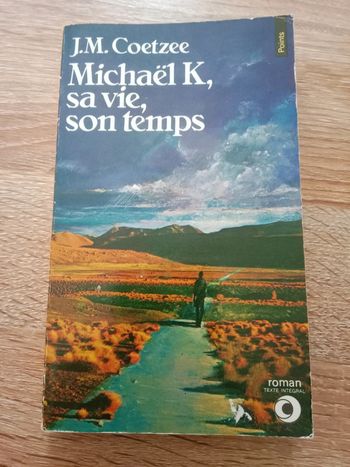 J.M. Coetzee
Points
Michaël K,
sa vie,
son temps
roman
TEXTE INTÉGRAL